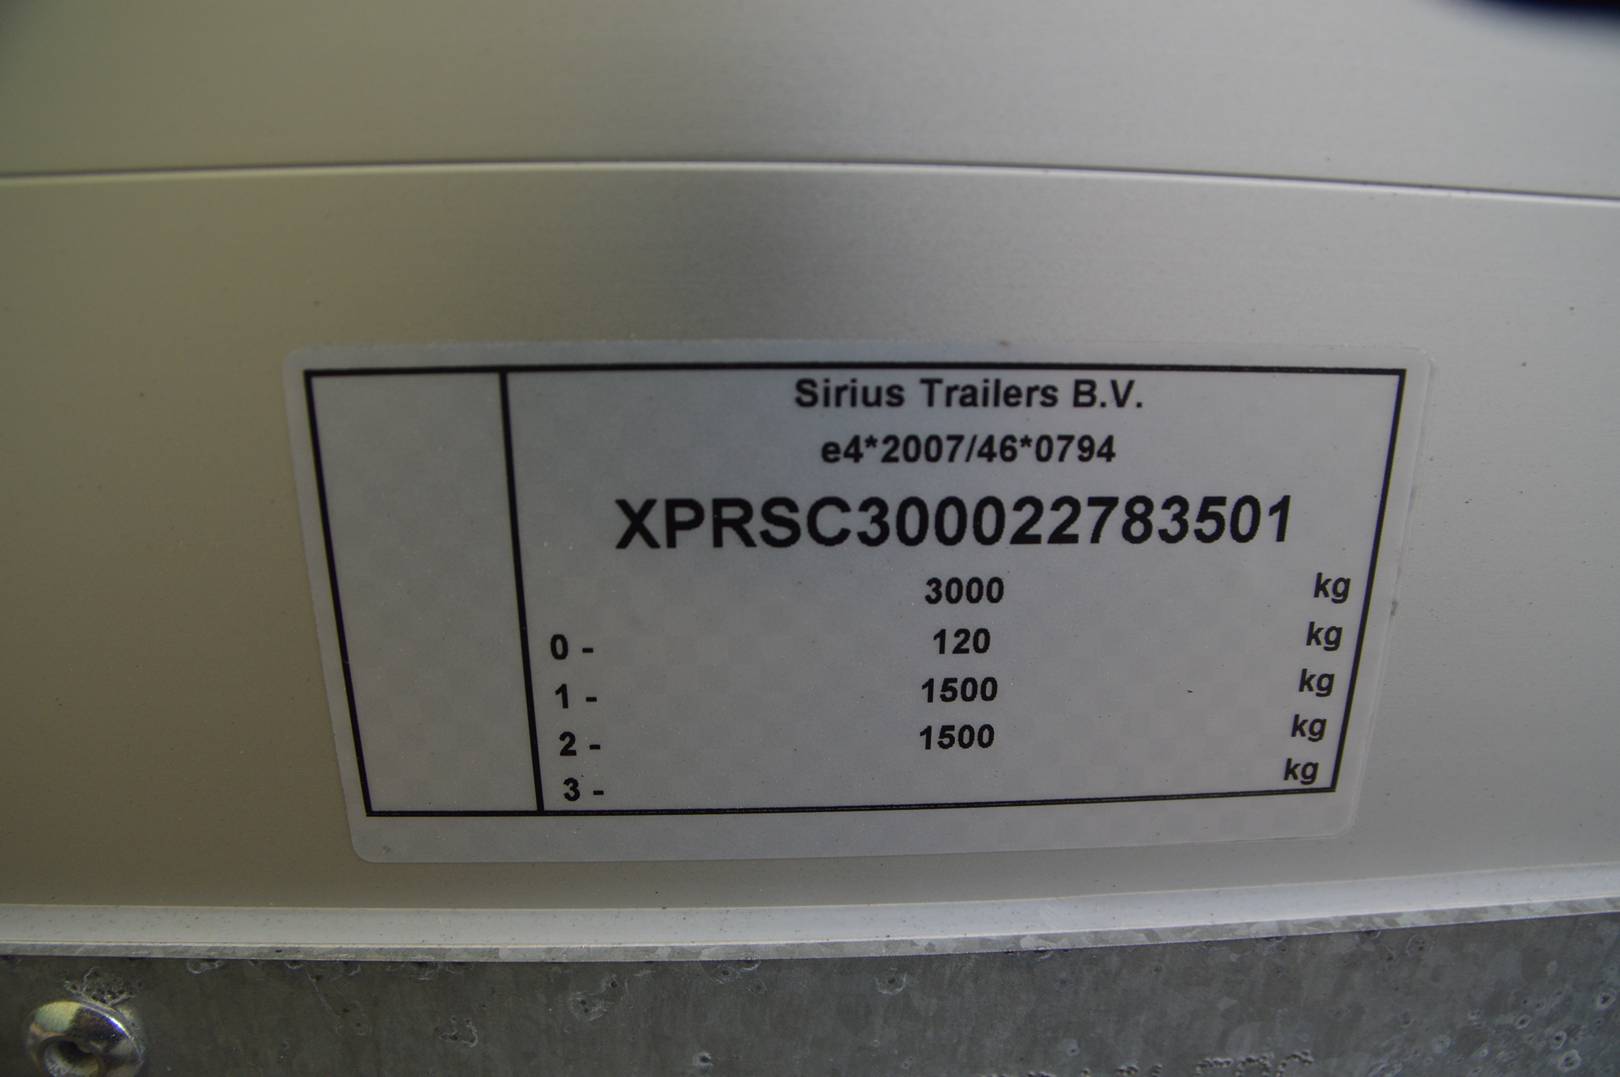 Sirius Trailers B.V.
e4*2007/46*0794
XPRSC300022783501
3000 kg
0 - 120 kg
1 - 1500 kg
2 - 1500 kg
3 - kg